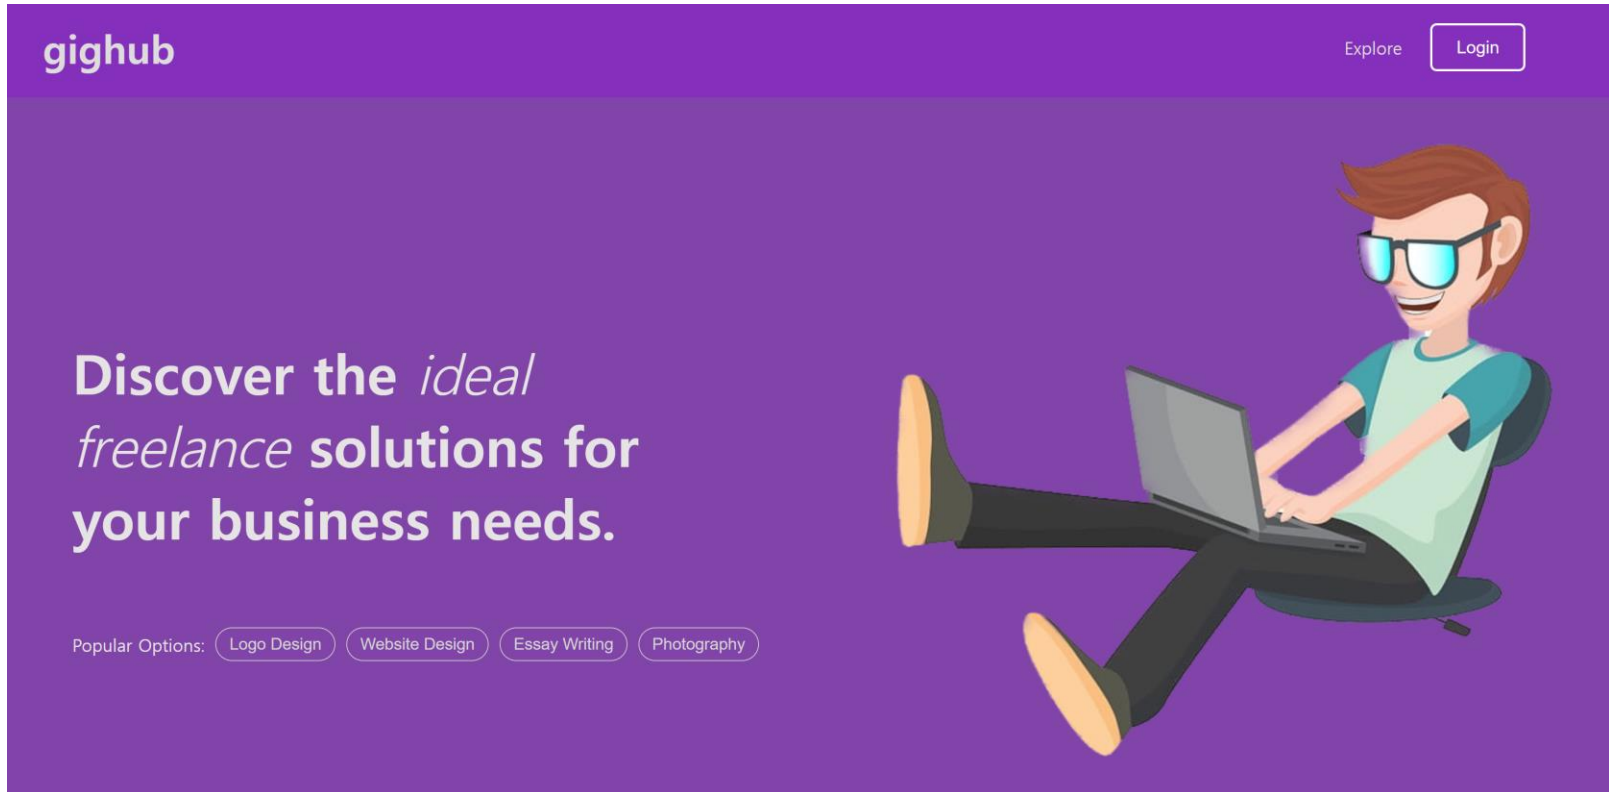 gighub
Explore
Login
Discover the ideal
freelance solutions for
your business needs.
Popular Options: Logo Design Website Design Essay Writing Photography